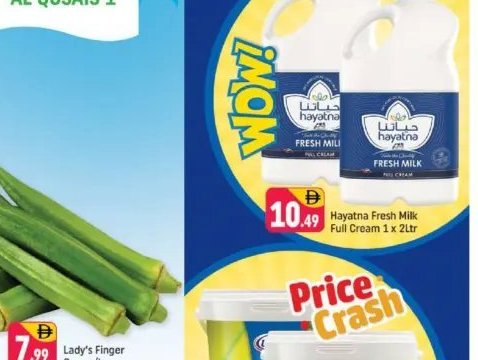 AL QUSAIS 1
WOW!
حياتنا
hayatna
FRESH MILK
FULL CREAM
حياتنا
hayatna
FRESH MILK
FULL CREAM
10.49
Hayatna Fresh Milk
Full Cream 1 x 2Ltr
Price
Crash
7.99
Lady's Finger